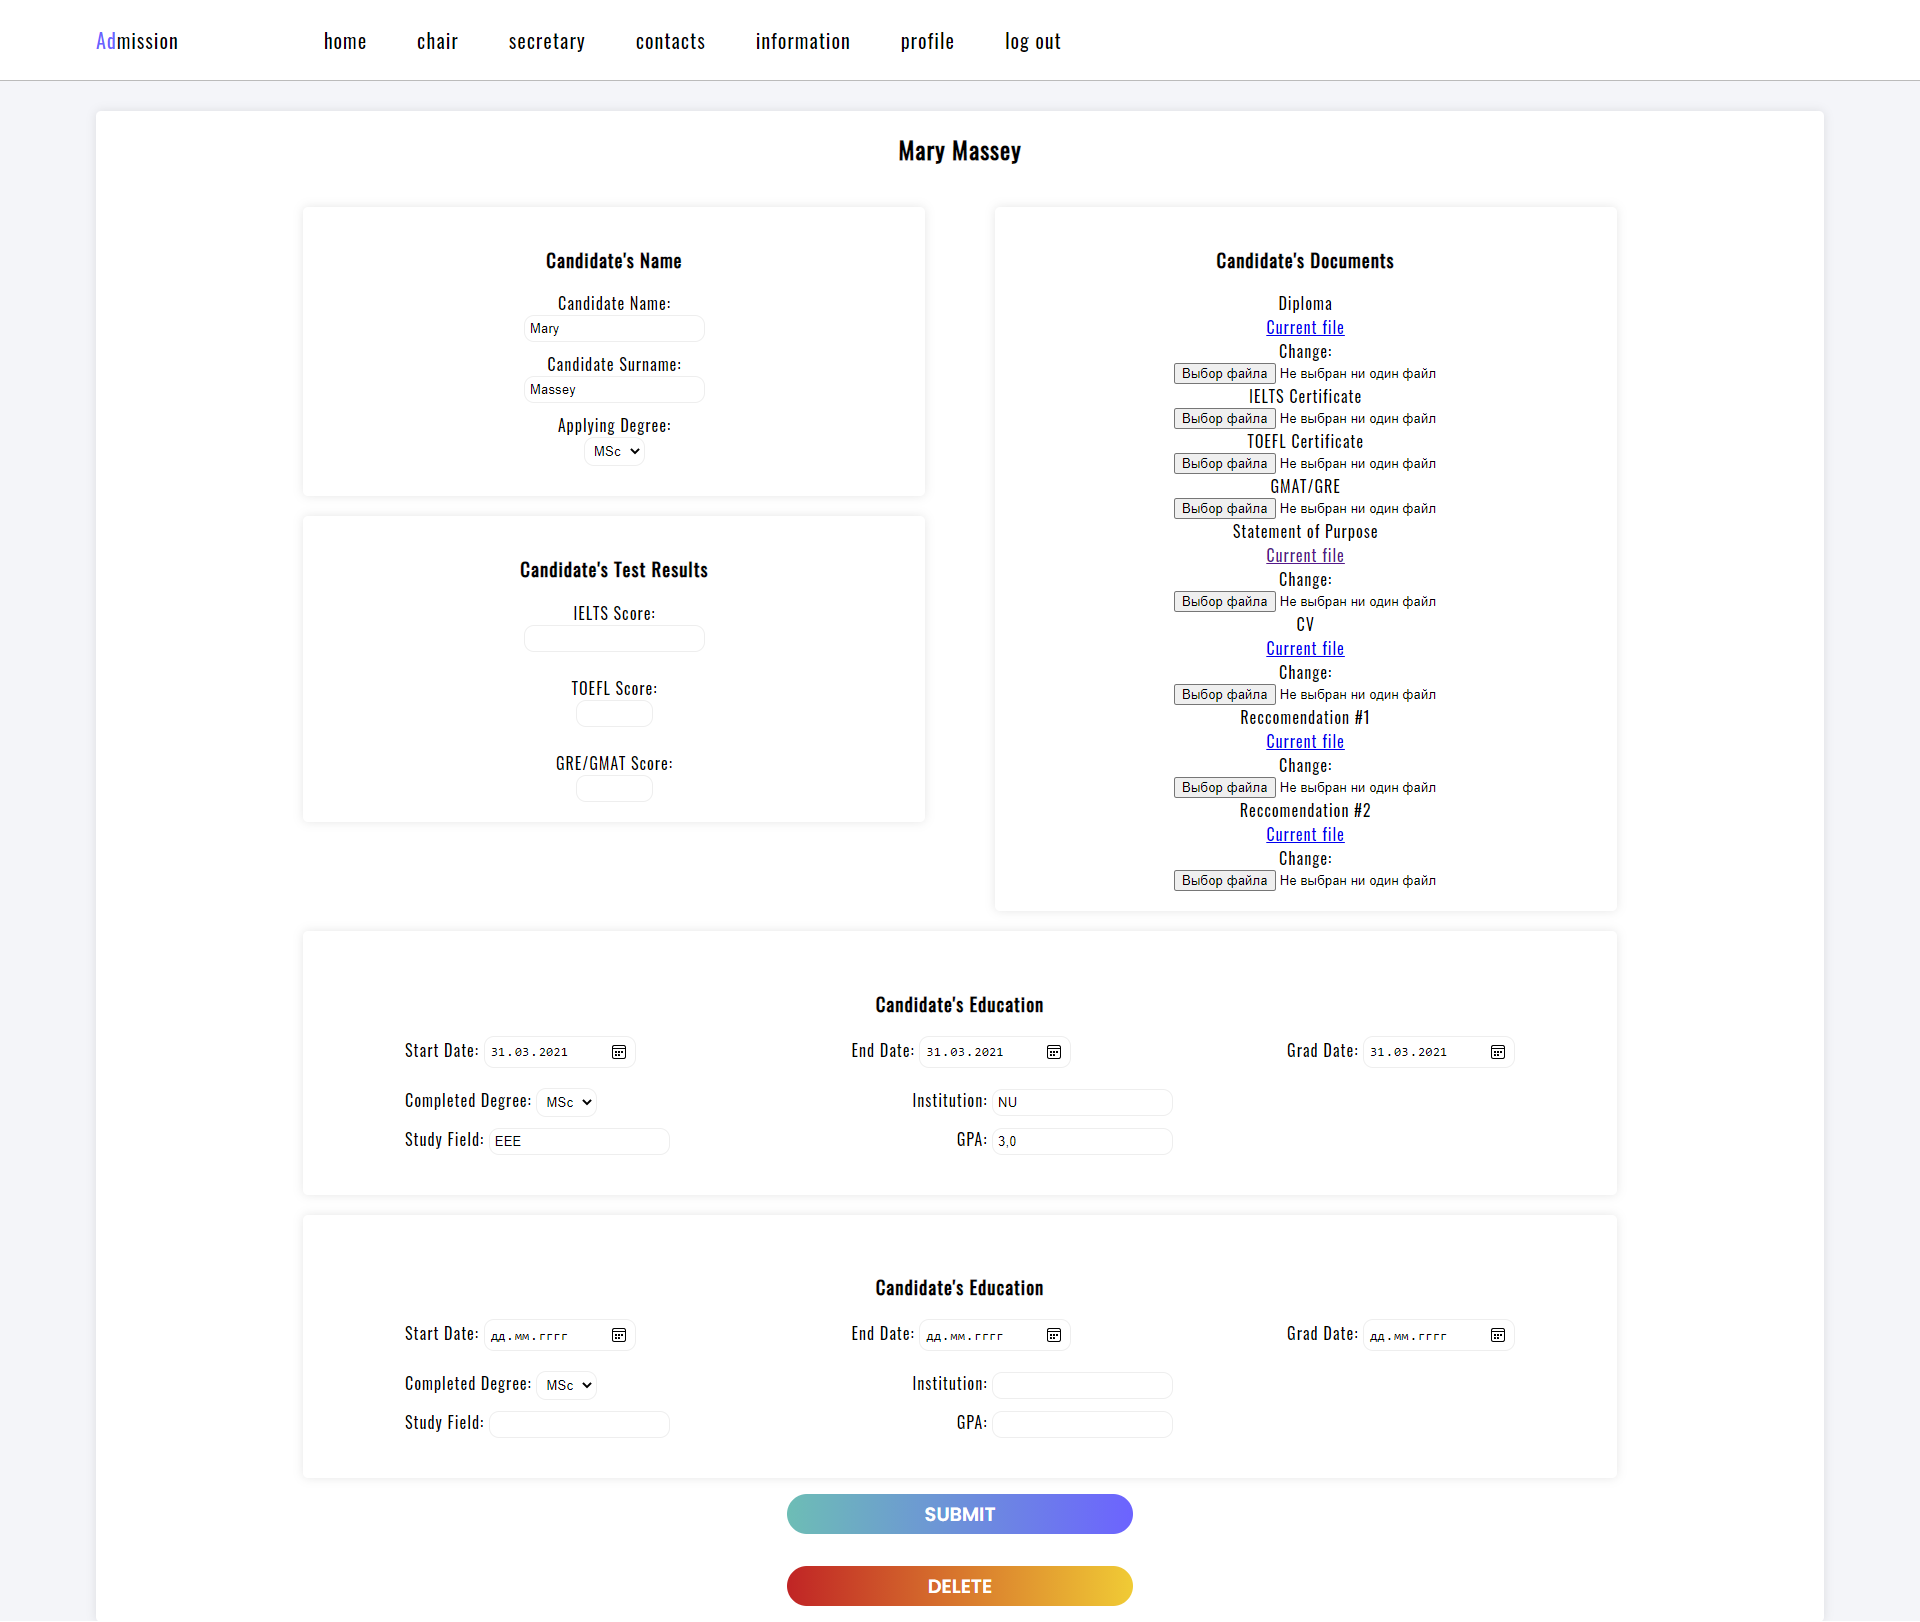 Admission home chair secretary contacts information profile log out
Mary Massey
Candidate's Name
Candidate Name:
Mary
Candidate Surname:
Massey
Applying Degree:
MSc
Candidate's Test Results
IELTS Score:
TOEFL Score:
GRE/GMAT Score:
Candidate's Documents
Diploma
Current file
Change:
Выбор файла Не выбран ни один файл
IELTS Certificate
Выбор файла Не выбран ни один файл
TOEFL Certificate
Выбор файла Не выбран ни один файл
GMAT/GRE
Выбор файла Не выбран ни один файл
Statement of Purpose
Current file
Change:
Выбор файла Не выбран ни один файл
CV
Current file
Change:
Выбор файла Не выбран ни один файл
Reccomendation #1
Current file
Change:
Выбор файла Не выбран ни один файл
Reccomendation #2
Current file
Change:
Выбор файла Не выбран ни один файл
Candidate's Education
Start Date: 31.03.2021 End Date: 31.03.2021 Grad Date: 31.03.2021
Completed Degree: MSc Institution: NU
Study Field: EEE GPA: 3,0
Candidate's Education
Start Date: дд.мм.гггг End Date: дд.мм.гггг Grad Date: дд.мм.гггг
Completed Degree: MSc Institution:
Study Field: GPA:
SUBMIT
DELETE